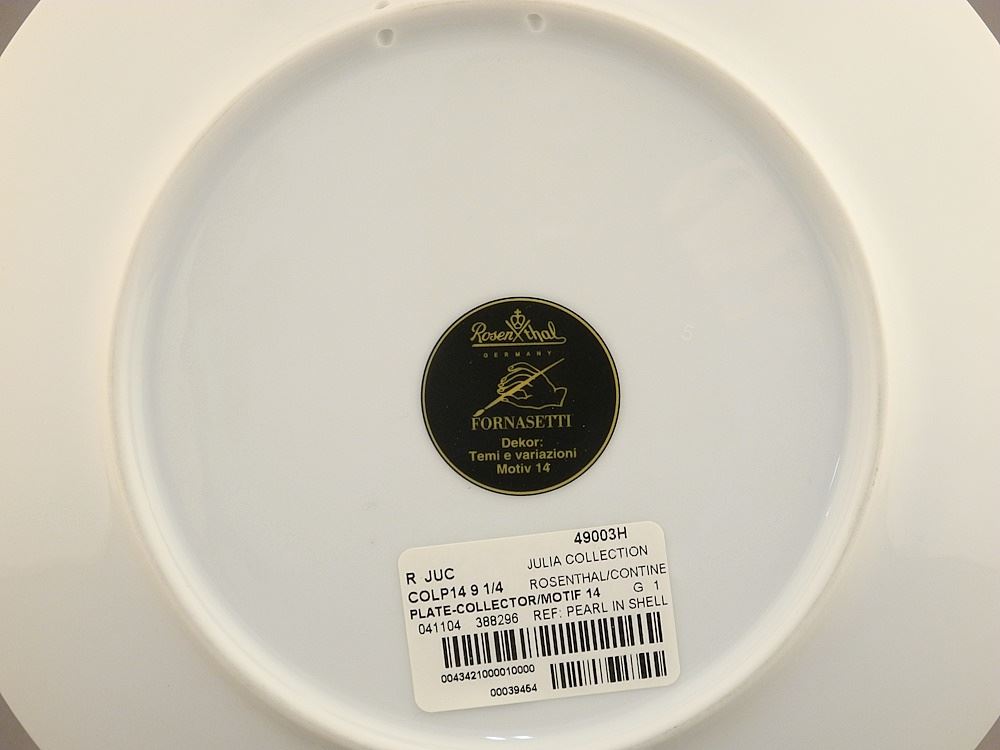 Rosenthal
GERMANY
FORNASETTI
Dekor:
Temi e variazioni
Motiv 14
49003H
R JUC JULIA COLLECTION
COLP14 9 1/4 ROSENTHAL/CONTINE
PLATE-COLLECTOR/MOTIF 14 G 1
041104 388296 REF: PEARL IN SHELL
0043421000010000
00039464
5